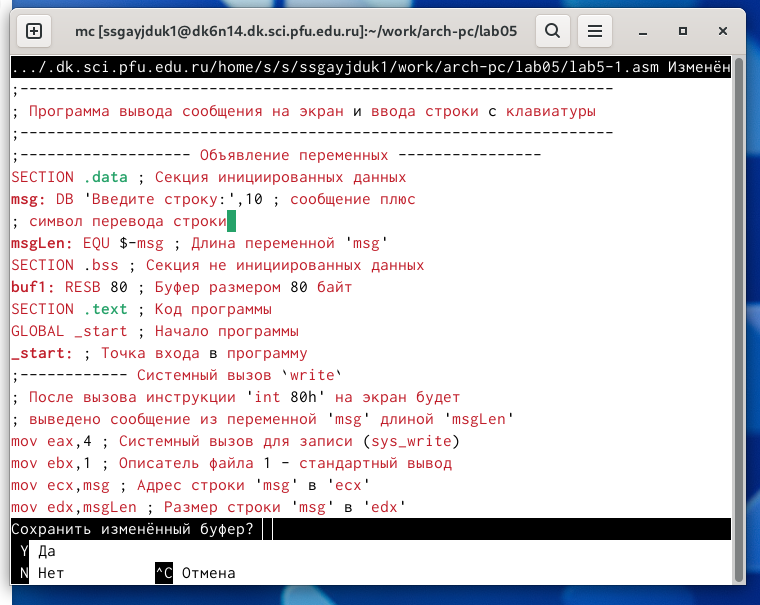 mc [ssgayjduk1@dk6n14.dk.sci.pfu.edu.ru]:~/work/arch-pc/lab05
.../.dk.sci.pfu.edu.ru/home/s/s/ssgayjduk1/work/arch-pc/lab05/lab5-1.asm Изменён
;------------------------------------------------------------------
; Программа вывода сообщения на экран и ввода строки с клавиатуры
;------------------------------------------------------------------
;------------------- Объявление переменных ----------------
SECTION .data ; Секция инициированных данных
msg: DB 'Введите строку:',10 ; сообщение плюс
; символ перевода строки
msgLen: EQU $-msg ; Длина переменной 'msg'
SECTION .bss ; Секция не инициированных данных
buf1: RESB 80 ; Буфер размером 80 байт
SECTION .text ; Код программы
GLOBAL _start ; Начало программы
_start: ; Точка входа в программу
;------------ Системный вызов `write`
; После вызова инструкции 'int 80h' на экран будет
; выведено сообщение из переменной 'msg' длиной 'msgLen'
mov eax,4 ; Системный вызов для записи (sys_write)
mov ebx,1 ; Описатель файла 1 - стандартный вывод
mov ecx,msg ; Адрес строки 'msg' в 'ecx'
mov edx,msgLen ; Размер строки 'msg' в 'edx'
Сохранить изменённый буфер?
Y Да
N Нет ^C Отмена